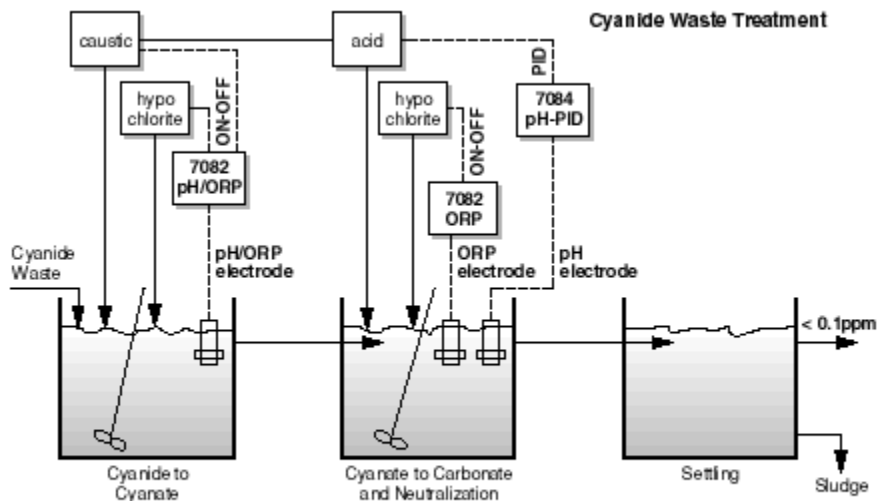 Cyanide Waste Treatment
caustic
acid
hypo
chlorite
ON-OFF
7082
pH/ORP
hypo
chlorite
ON-OFF
7082
ORP
PID
7084
pH-PID
Cyanide
Waste
pH/ORP
electrode
ORP
electrode
pH
electrode
< 0.1ppm
Cyanide to
Cyanate
Cyanate to Carbonate
and Neutralization
Settling
Sludge